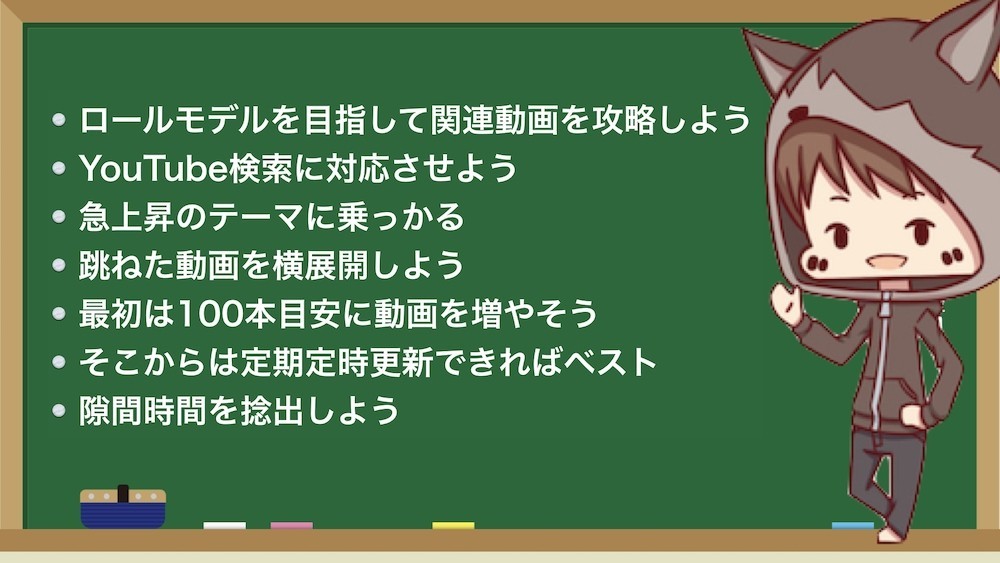 • ロールモデルを目指して関連動画を攻略しよう
• YouTube検索に対応させよう
• 急上昇のテーマに乗っかる
• 跳ねた動画を横展開しよう
• 最初は100本目安に動画を増やそう
• そこからは定期定時更新できればベスト
• 隙間時間を捻出しよう